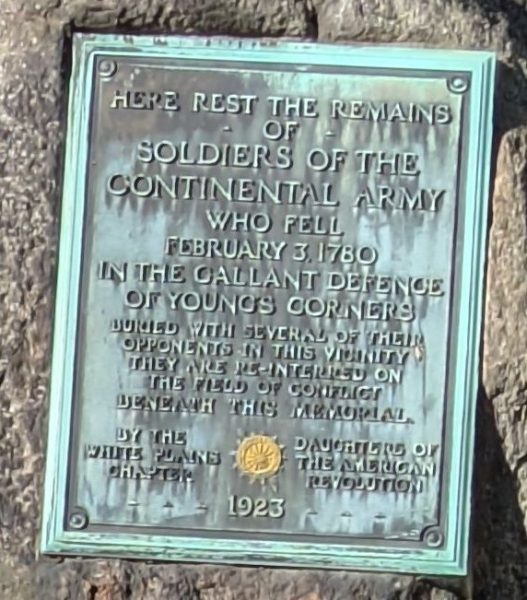 HERE REST THE REMAINS
- OF -
SOLDIERS OF THE
CONTINENTAL ARMY
WHO FELL
FEBRUARY 3, 1780
IN THE GALLANT DEFENCE
OF YOUNG'S CORNERS
BURIED WITH SEVERAL OF THEIR
OPPONENTS IN THIS VICINITY
THEY ARE RE-INTERRED ON
THE FIELD OF CONFLICT
BENEATH THIS MEMORIAL.
BY THE
WHITE PLAINS
CHAPTER
DAUGHTERS OF
THE AMERICAN
REVOLUTION
- - - - 1923 - - - -